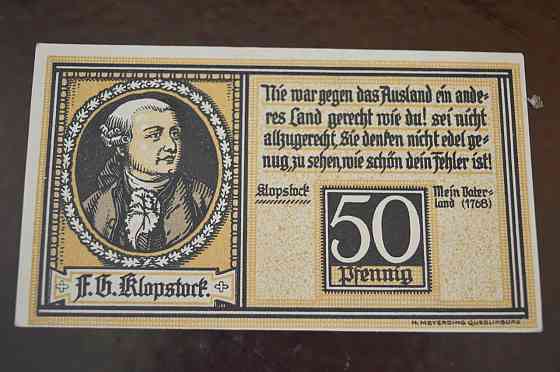 Nie war gegen das Ausland ein ande-
res Land gerecht wie du! sei nicht
allzugerecht, Sie denken nicht edel ge-
nug, zu sehen, wie schön dein Fehler ist!
Klopstock
Mein Vater-
land (1768)
50
Pfennig
F. G. Klopstock.
H. MEYERDING QUEDLINBURG